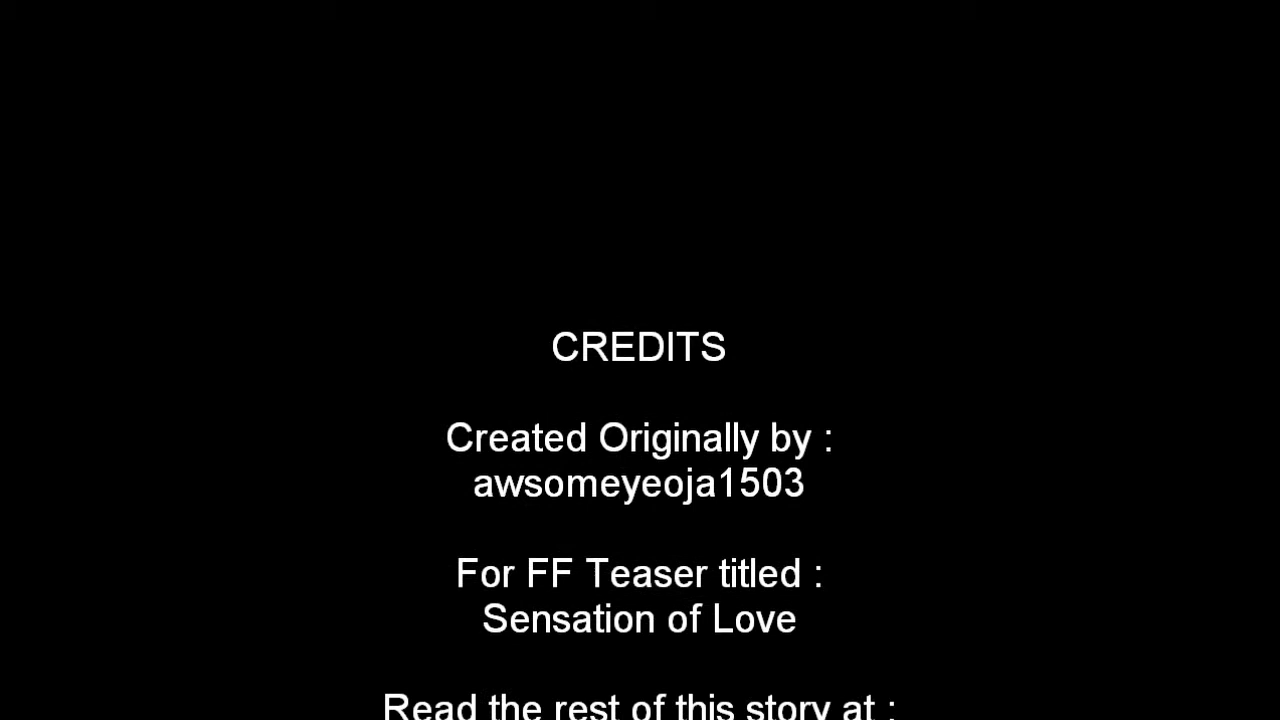 CREDITS
Created Originally by :
awsomeyeoja1503
For FF Teaser titled :
Sensation of Love
Read the rest of this story at :